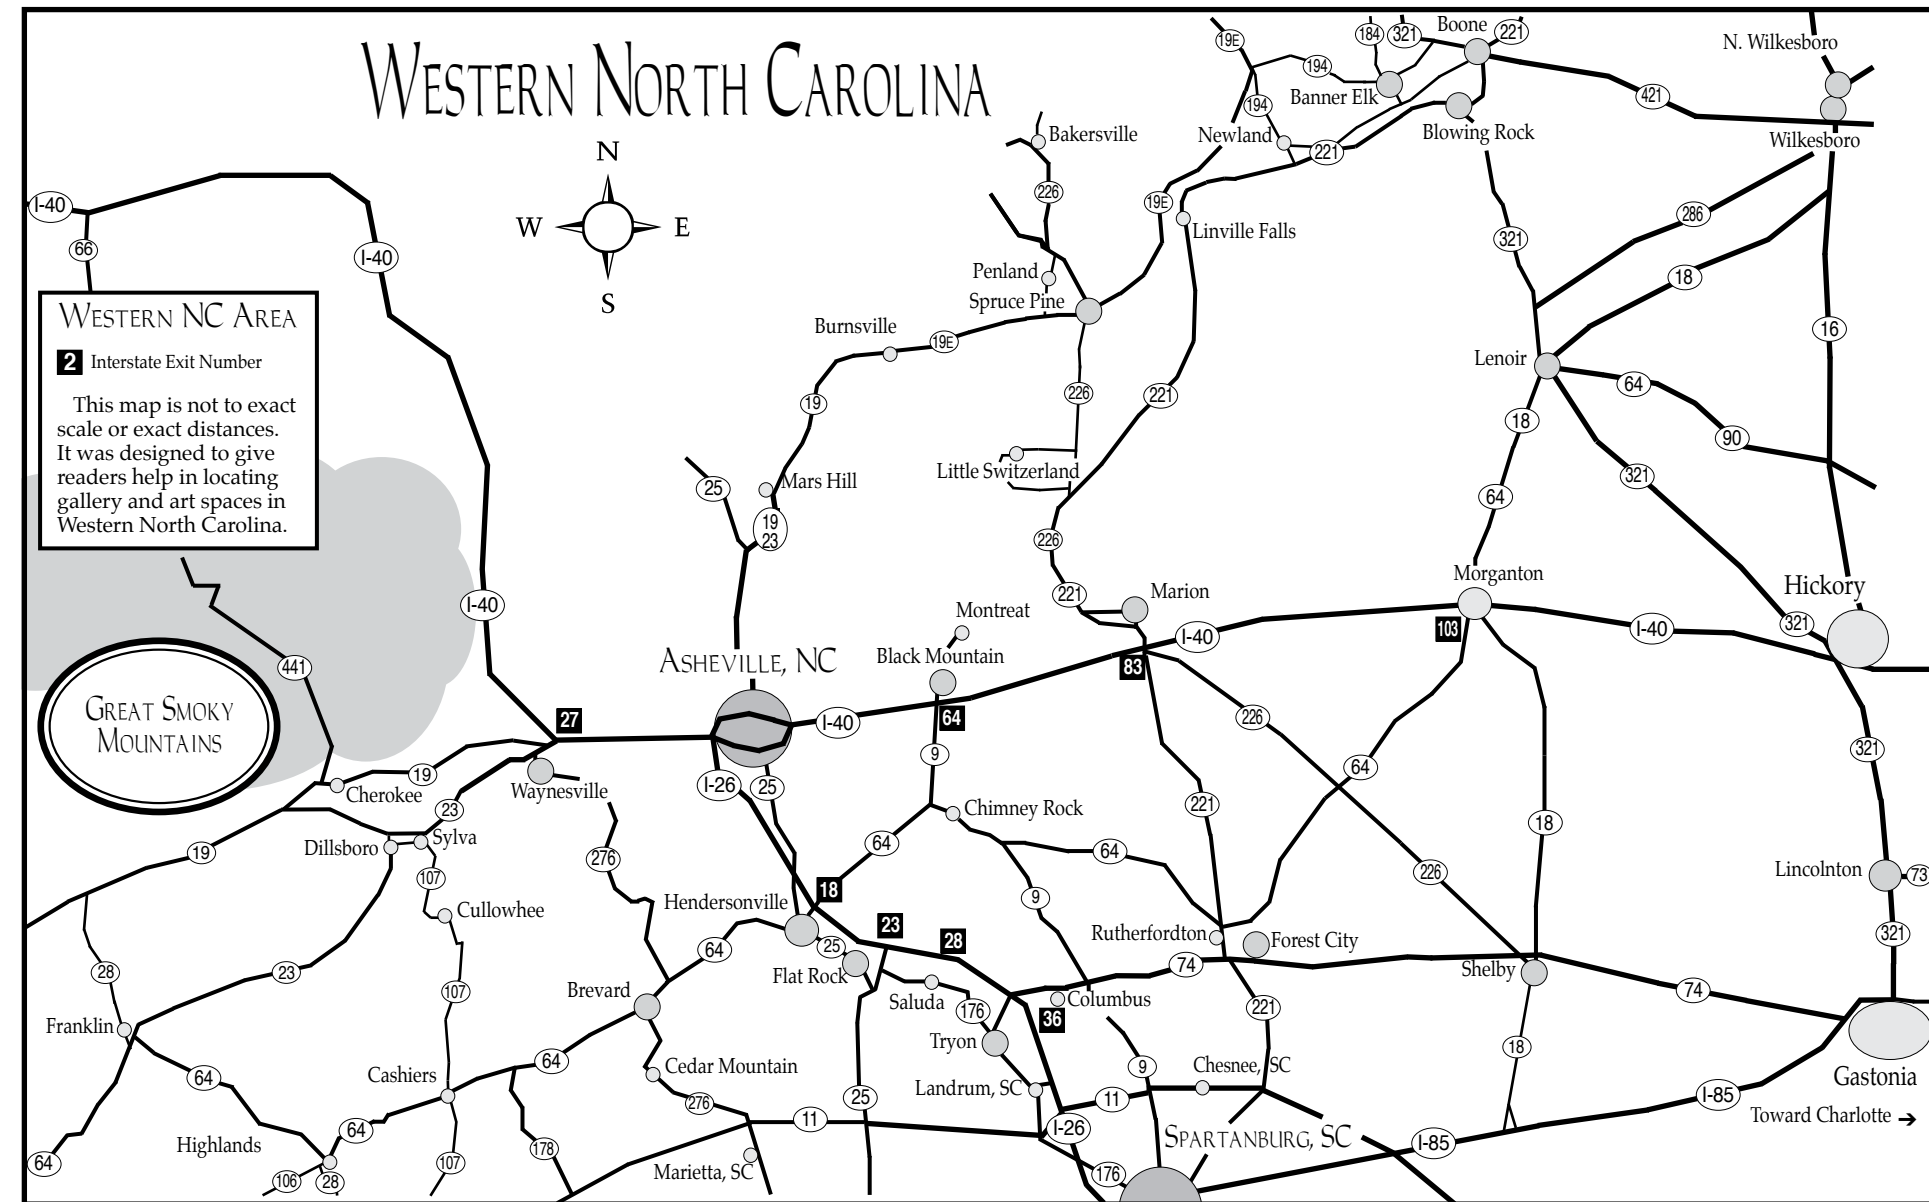 WESTERN NORTH CAROLINA
N
W E
S
WESTERN NC AREA
2 Interstate Exit Number
This map is not to exact
scale or exact distances.
It was designed to give
readers help in locating
gallery and art spaces in
Western North Carolina.
GREAT SMOKY
MOUNTAINS
I-40
66
I-40
I-40
441
27
19
23
19
Cherokee
Waynesville
Dillsboro
Sylva
107
Cullowhee
107
28
23
Franklin
64
64
Highlands
106
28
64
Cashiers
107
64
178
276
64
Brevard
Cedar Mountain
276
11
Marietta, SC
Bakersville
226
Penland
Spruce Pine
Burnsville
19E
19
Mars Hill
25
19
23
226
Little Switzerland
226
221
221
19E
Linville Falls
19E
194
194
184
321
Boone
221
Banner Elk
Newland
221
Blowing Rock
421
N. Wilkesboro
Wilkesboro
321
286
18
16
Lenoir
64
90
18
321
64
Morganton
103
Hickory
321
I-40
321
ASHEVILLE, NC
I-40
I-26
25
Montreat
Black Mountain
64
9
Chimney Rock
64
64
9
Marion
I-40
83
226
221
64
18
226
Hendersonville
18
25
Flat Rock
23
28
Saluda
176
Tryon
Columbus
36
Landrum, SC
25
11
I-26
176
9
Chesnee, SC
SPARTANBURG, SC
Rutherfordton
Forest City
74
221
Shelby
18
74
I-85
I-85
Lincolnton
73
321
Gastonia
Toward Charlotte ➔